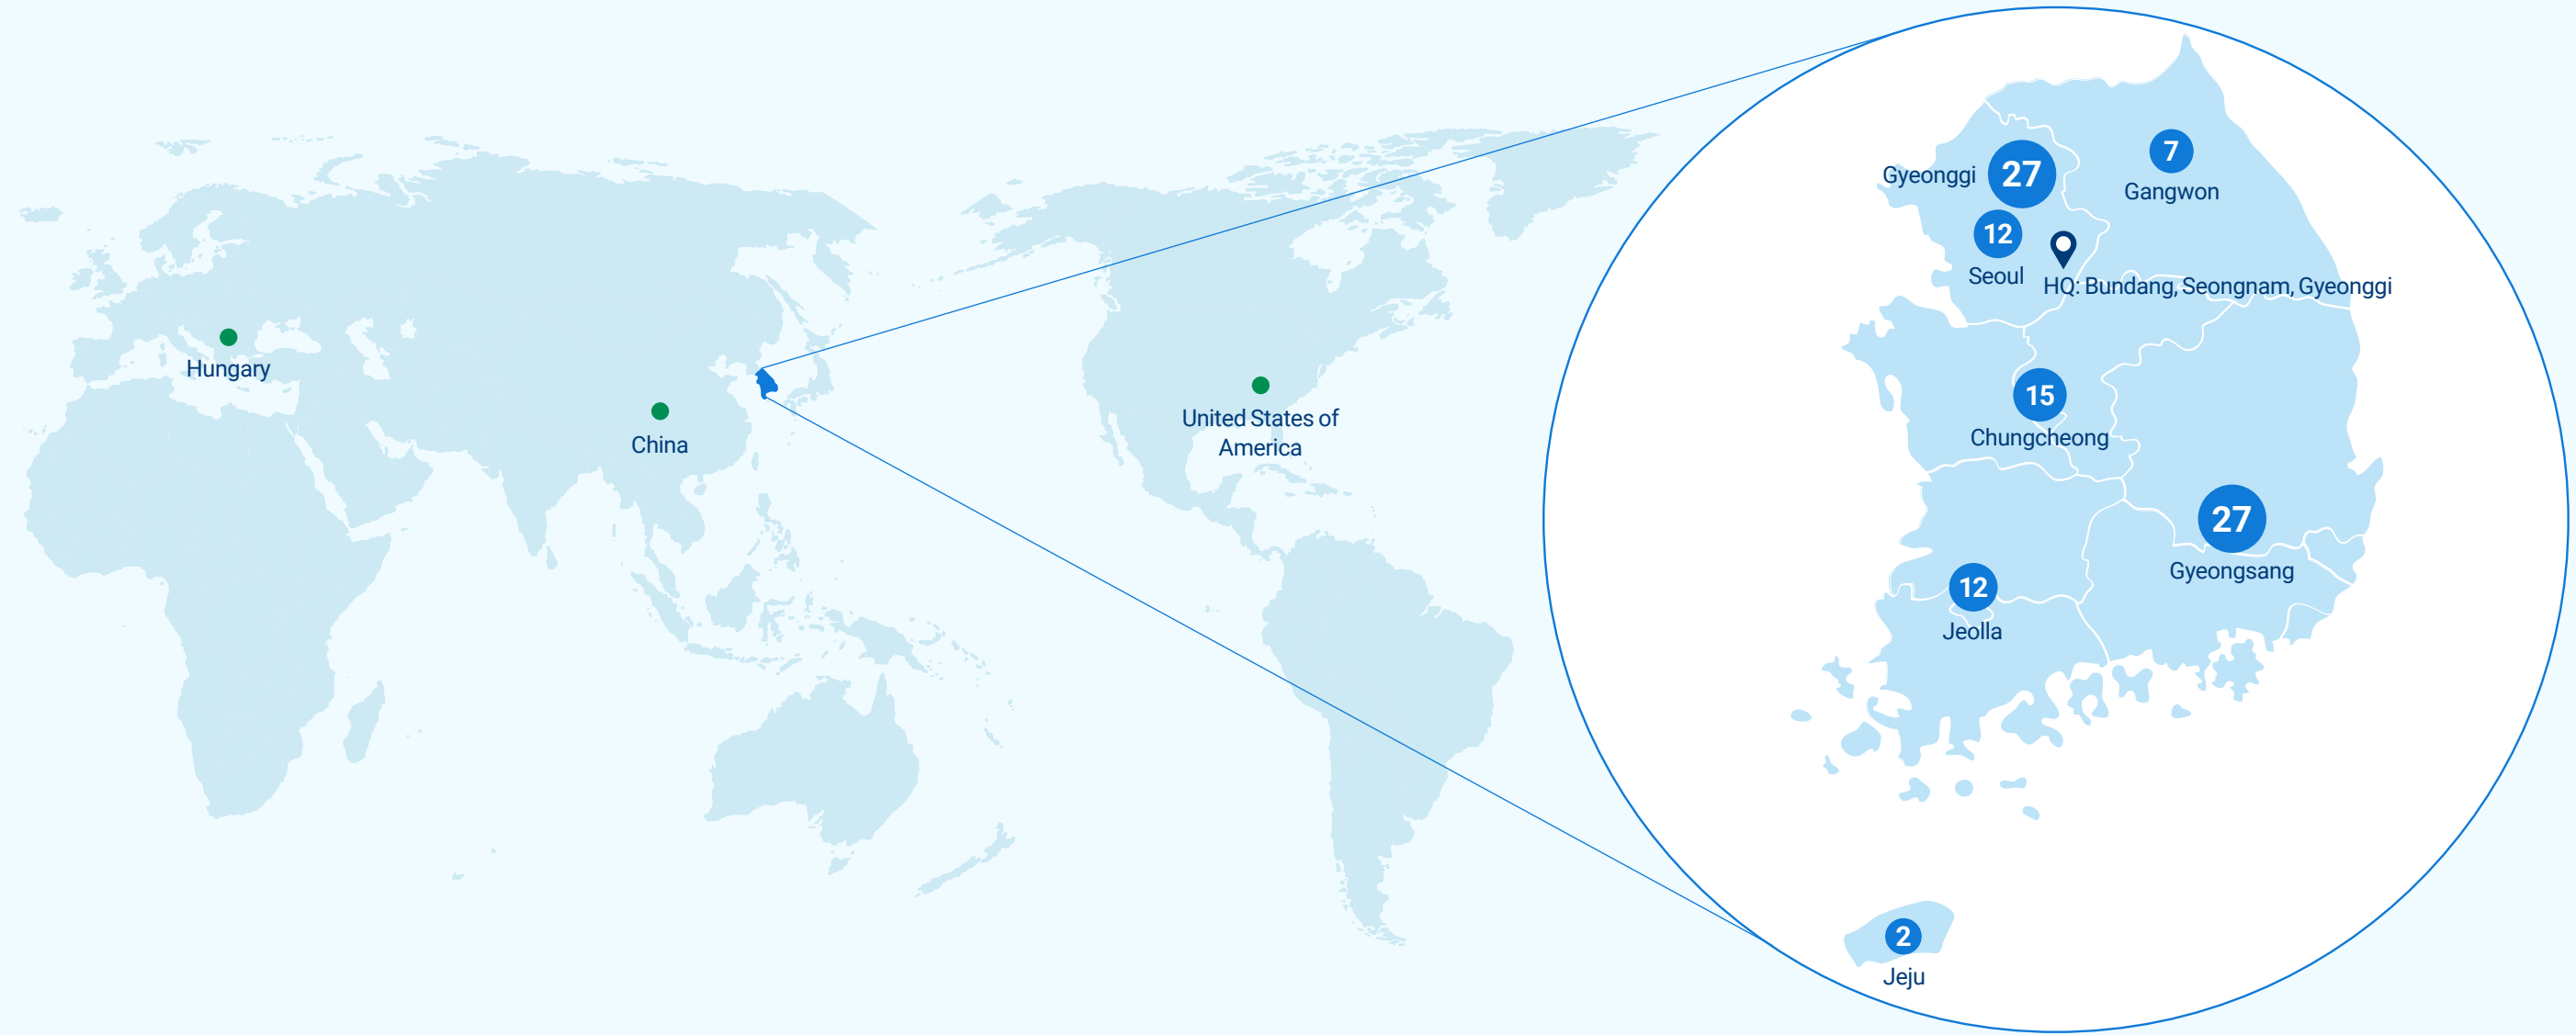 Hungary
China
United States of
America
Gyeonggi
27
7
Gangwon
12
Seoul
HQ: Bundang, Seongnam, Gyeonggi
15
Chungcheong
27
Gyeongsang
12
Jeolla
2
Jeju